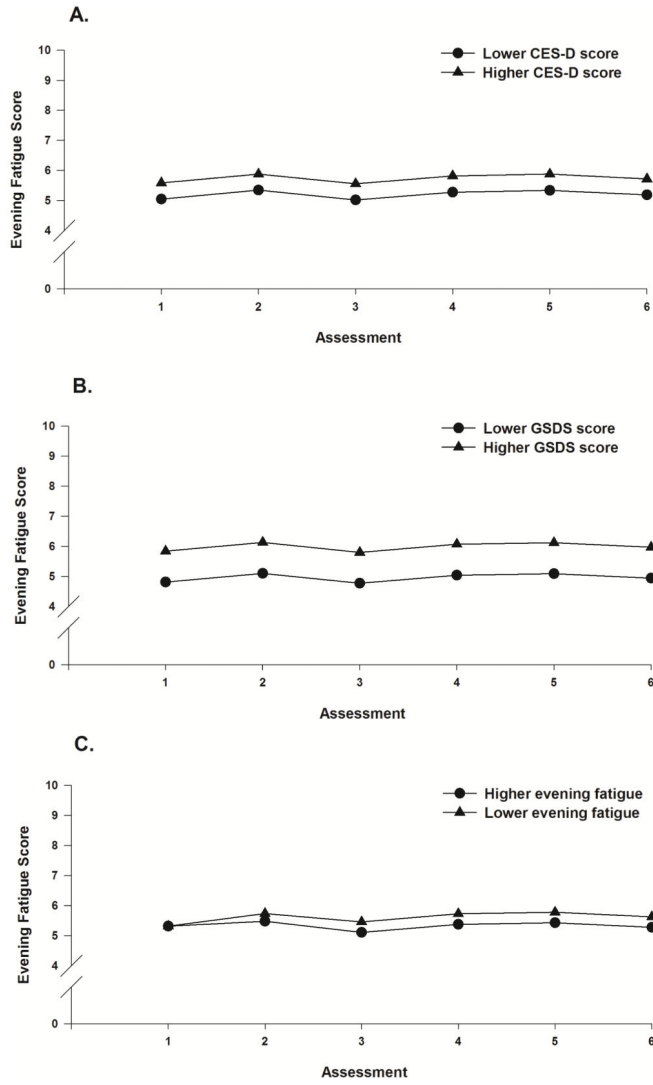 A.
10
9
8
7
6
5
4
0
Evening Fatigue Score
Lower CES-D score
Higher CES-D score
1 2 3 4 5 6
Assessment
B.
10
9
8
7
6
5
4
0
Evening Fatigue Score
Lower GSDS score
Higher GSDS score
1 2 3 4 5 6
Assessment
C.
10
9
8
7
6
5
4
0
Evening Fatigue Score
Higher evening fatigue
Lower evening fatigue
1 2 3 4 5 6
Assessment